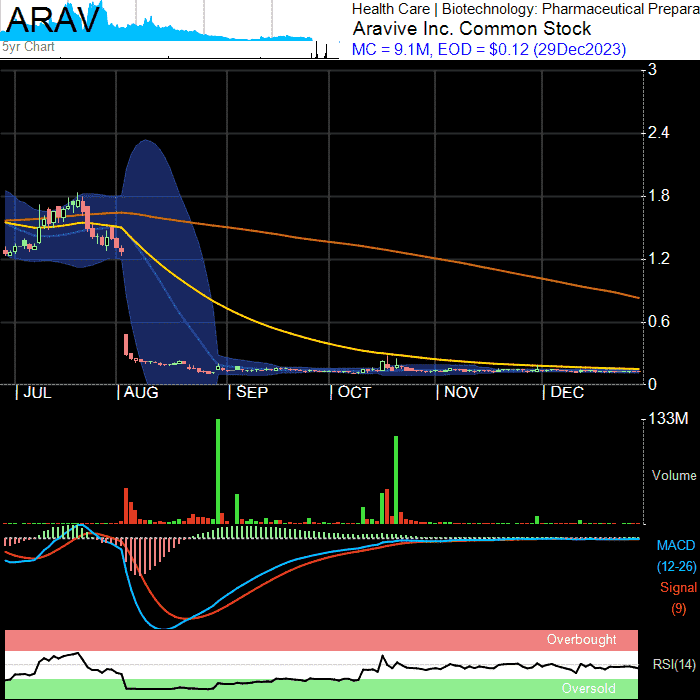 ARAV
5yr Chart
Health Care | Biotechnology: Pharmaceutical Prepara
Aravive Inc. Common Stock
MC = 9.1M, EOD = $0.12 (29Dec2023)
3
2.4
1.8
1.2
0.6
0
JUL AUG SEP OCT NOV DEC
133M
Volume
MACD
(12-26)
Signal
(9)
Overbought
RSI(14)
Oversold